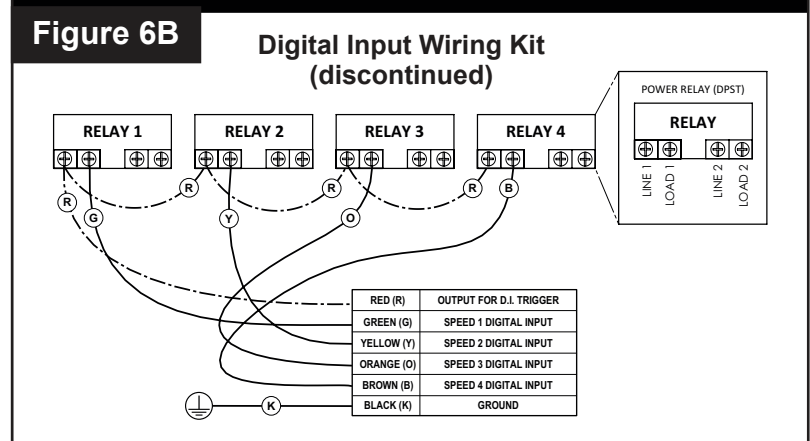 Figure 6B
Digital Input Wiring Kit
(discontinued)
POWER RELAY (DPST)
RELAY
LINE 1
LOAD 1
LINE 2
LOAD 2
RELAY 1
RELAY 2
RELAY 3
RELAY 4
R
R
R
R
B
G
Y
O
RED (R) OUTPUT FOR D.I. TRIGGER
GREEN (G) SPEED 1 DIGITAL INPUT
YELLOW (Y) SPEED 2 DIGITAL INPUT
ORANGE (O) SPEED 3 DIGITAL INPUT
BROWN (B) SPEED 4 DIGITAL INPUT
BLACK (K) GROUND
K